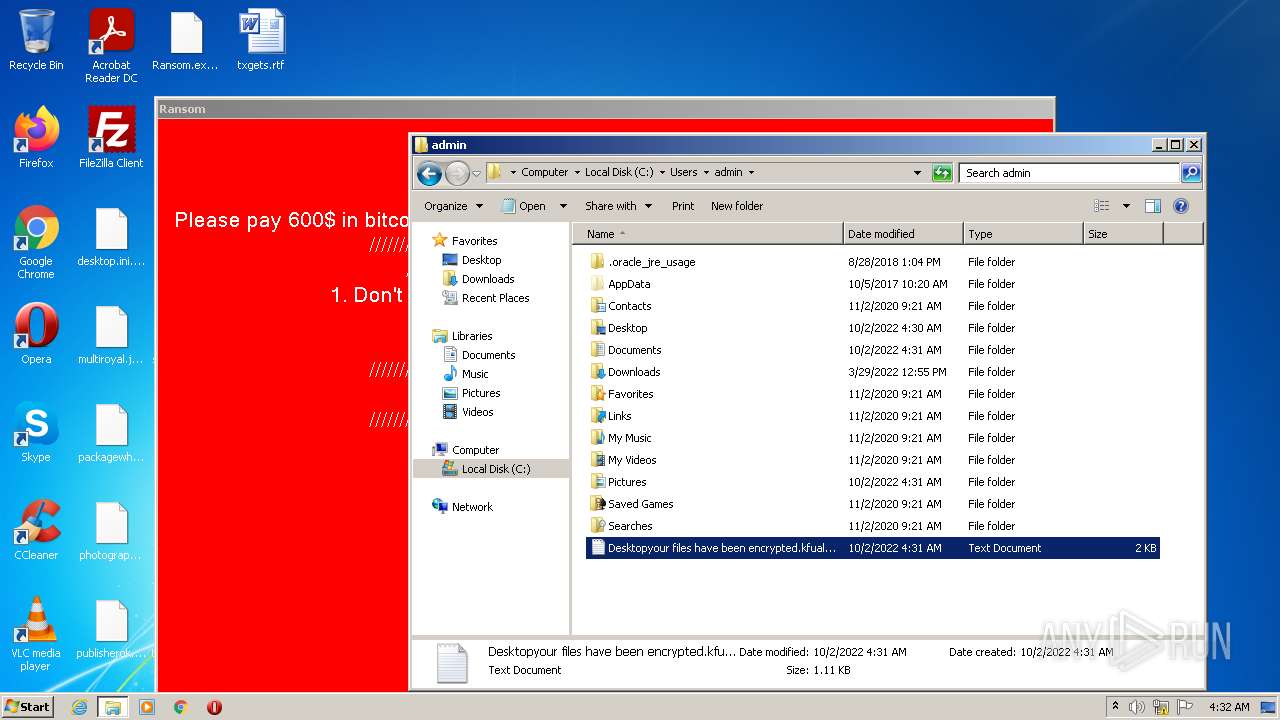 Recycle Bin
Acrobat Reader DC
Ransom.ex...
txgets.rtf
Firefox
FileZilla Client
Google Chrome
desktop.ini....
Opera
multiroyal.j...
Skype
packagewh...
CCleaner
photograp...
VLC media player
Ransom
Please pay 600$ in bitco
///////
1. Don't
///////
///////
admin
Computer
Local Disk (C:)
Users
admin
Search admin
Organize
Open
Share with
Print
New folder
Favorites
Desktop
Downloads
Recent Places
Libraries
Documents
Music
Pictures
Videos
Computer
Local Disk (C:)
Network
Name Date modified Type Size
.oracle_jre_usage 8/28/2018 1:04 PM File folder
AppData 10/5/2017 10:20 AM File folder
Contacts 11/2/2020 9:21 AM File folder
Desktop 10/2/2022 4:30 AM File folder
Documents 10/2/2022 4:31 AM File folder
Downloads 3/29/2022 12:55 PM File folder
Favorites 11/2/2020 9:21 AM File folder
Links 11/2/2020 9:21 AM File folder
My Music 11/2/2020 9:21 AM File folder
My Videos 11/2/2020 9:21 AM File folder
Pictures 10/2/2022 4:31 AM File folder
Saved Games 11/2/2020 9:21 AM File folder
Searches 11/2/2020 9:21 AM File folder
Desktopyour files have been encrypted.kfual... 10/2/2022 4:31 AM Text Document 2 KB
Desktopyour files have been encrypted.kfu... Date modified: 10/2/2022 4:31 AM Date created: 10/2/2022 4:31 AM
Text Document Size: 1.11 KB
ANY RUN
Start
4:32 AM